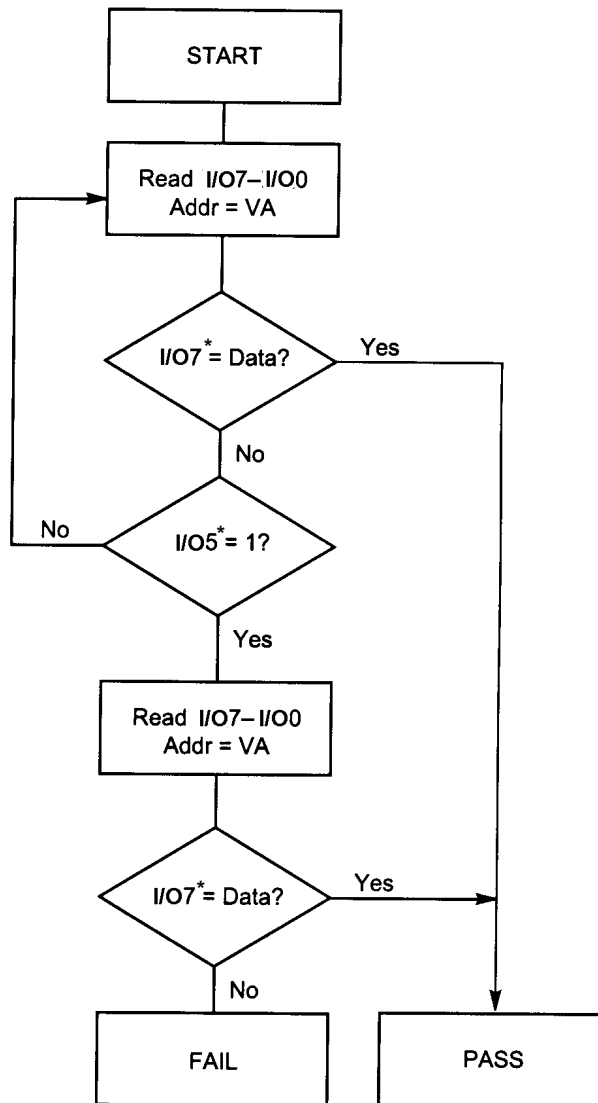 START
Read I/O7–I/O0
Addr = VA
I/O7*= Data?
Yes
No
No
I/O5*= 1?
Yes
Read I/O7–I/O0
Addr = VA
I/O7*= Data?
Yes
No
FAIL
PASS